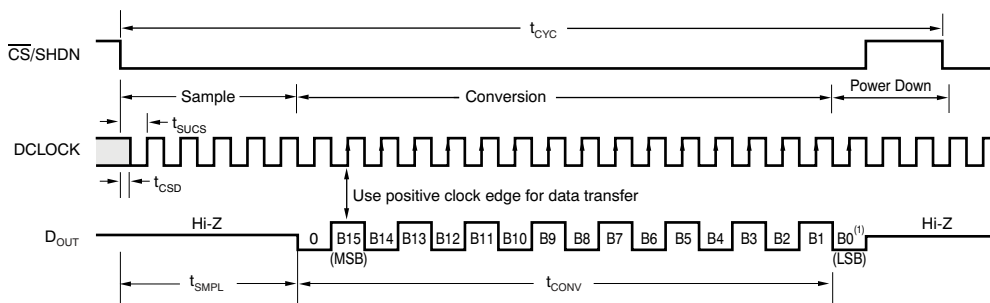 tCYC
CS/SHDN
Sample
Conversion
Power Down
tSUCS
DCLOCK
tCSD
Use positive clock edge for data transfer
Hi-Z
Hi-Z
DOUT
0 B15 B14 B13 B12 B11 B10 B9 B8 B7 B6 B5 B4 B3 B2 B1 B0(1)
(MSB)
(LSB)
tSMPL
tCONV